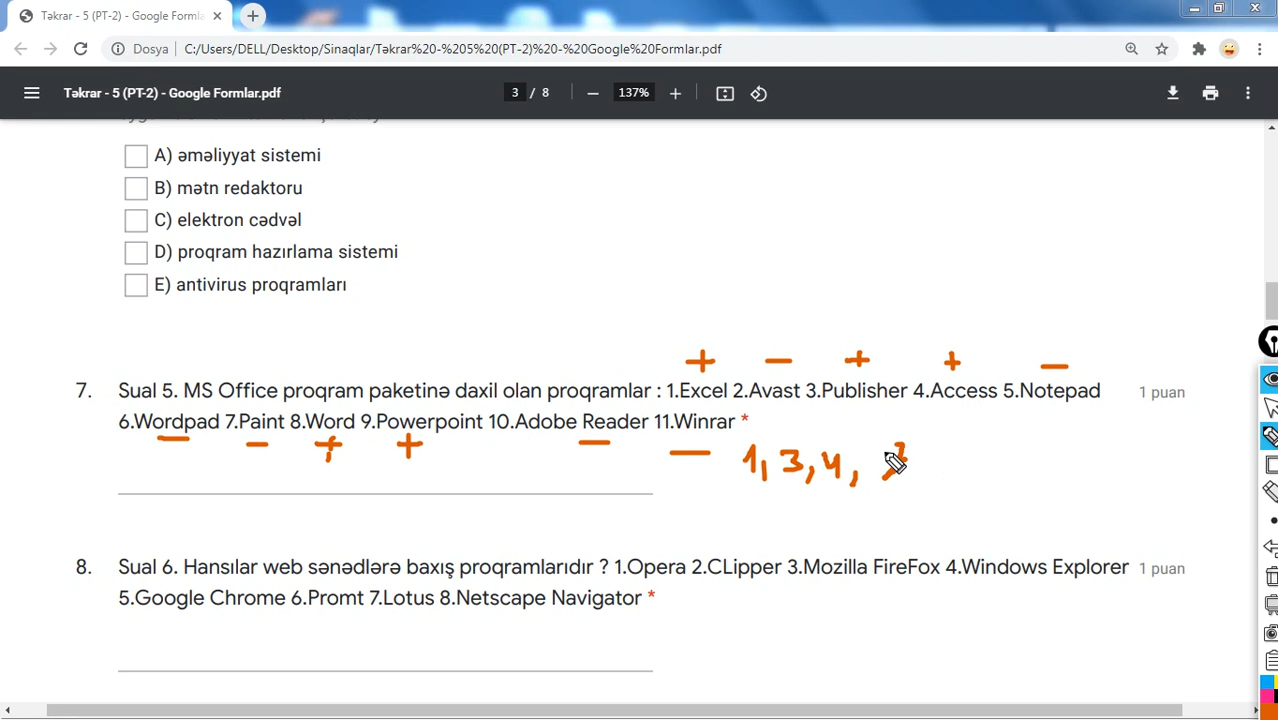 Təkrar - 5 (PT-2) - Google Forml
Dosya C:/Users/DELL/Desktop/Sinaqlar/Təkrar%20-%205%20(PT-2)%20-%20Google%20Formlar.pdf
Təkrar - 5 (PT-2) - Google Formlar.pdf 3 / 8 137%
A) əməliyyat sistemi
B) mətn redaktoru
C) elektron cədvəl
D) proqram hazırlama sistemi
E) antivirus proqramları
+ − + + −
7. Sual 5. MS Office proqram paketinə daxil olan proqramlar : 1.Excel 2.Avast 3.Publisher 4.Access 5.Notepad 1 puan
6.Wordpad 7.Paint 8.Word 9.Powerpoint 10.Adobe Reader 11.Winrar *
− − + + − − 1, 3, 4,
8. Sual 6. Hansılar web sənədlərə baxış proqramlarıdır ? 1.Opera 2.CLipper 3.Mozilla FireFox 4.Windows Explorer 1 puan
5.Google Chrome 6.Promt 7.Lotus 8.Netscape Navigator *